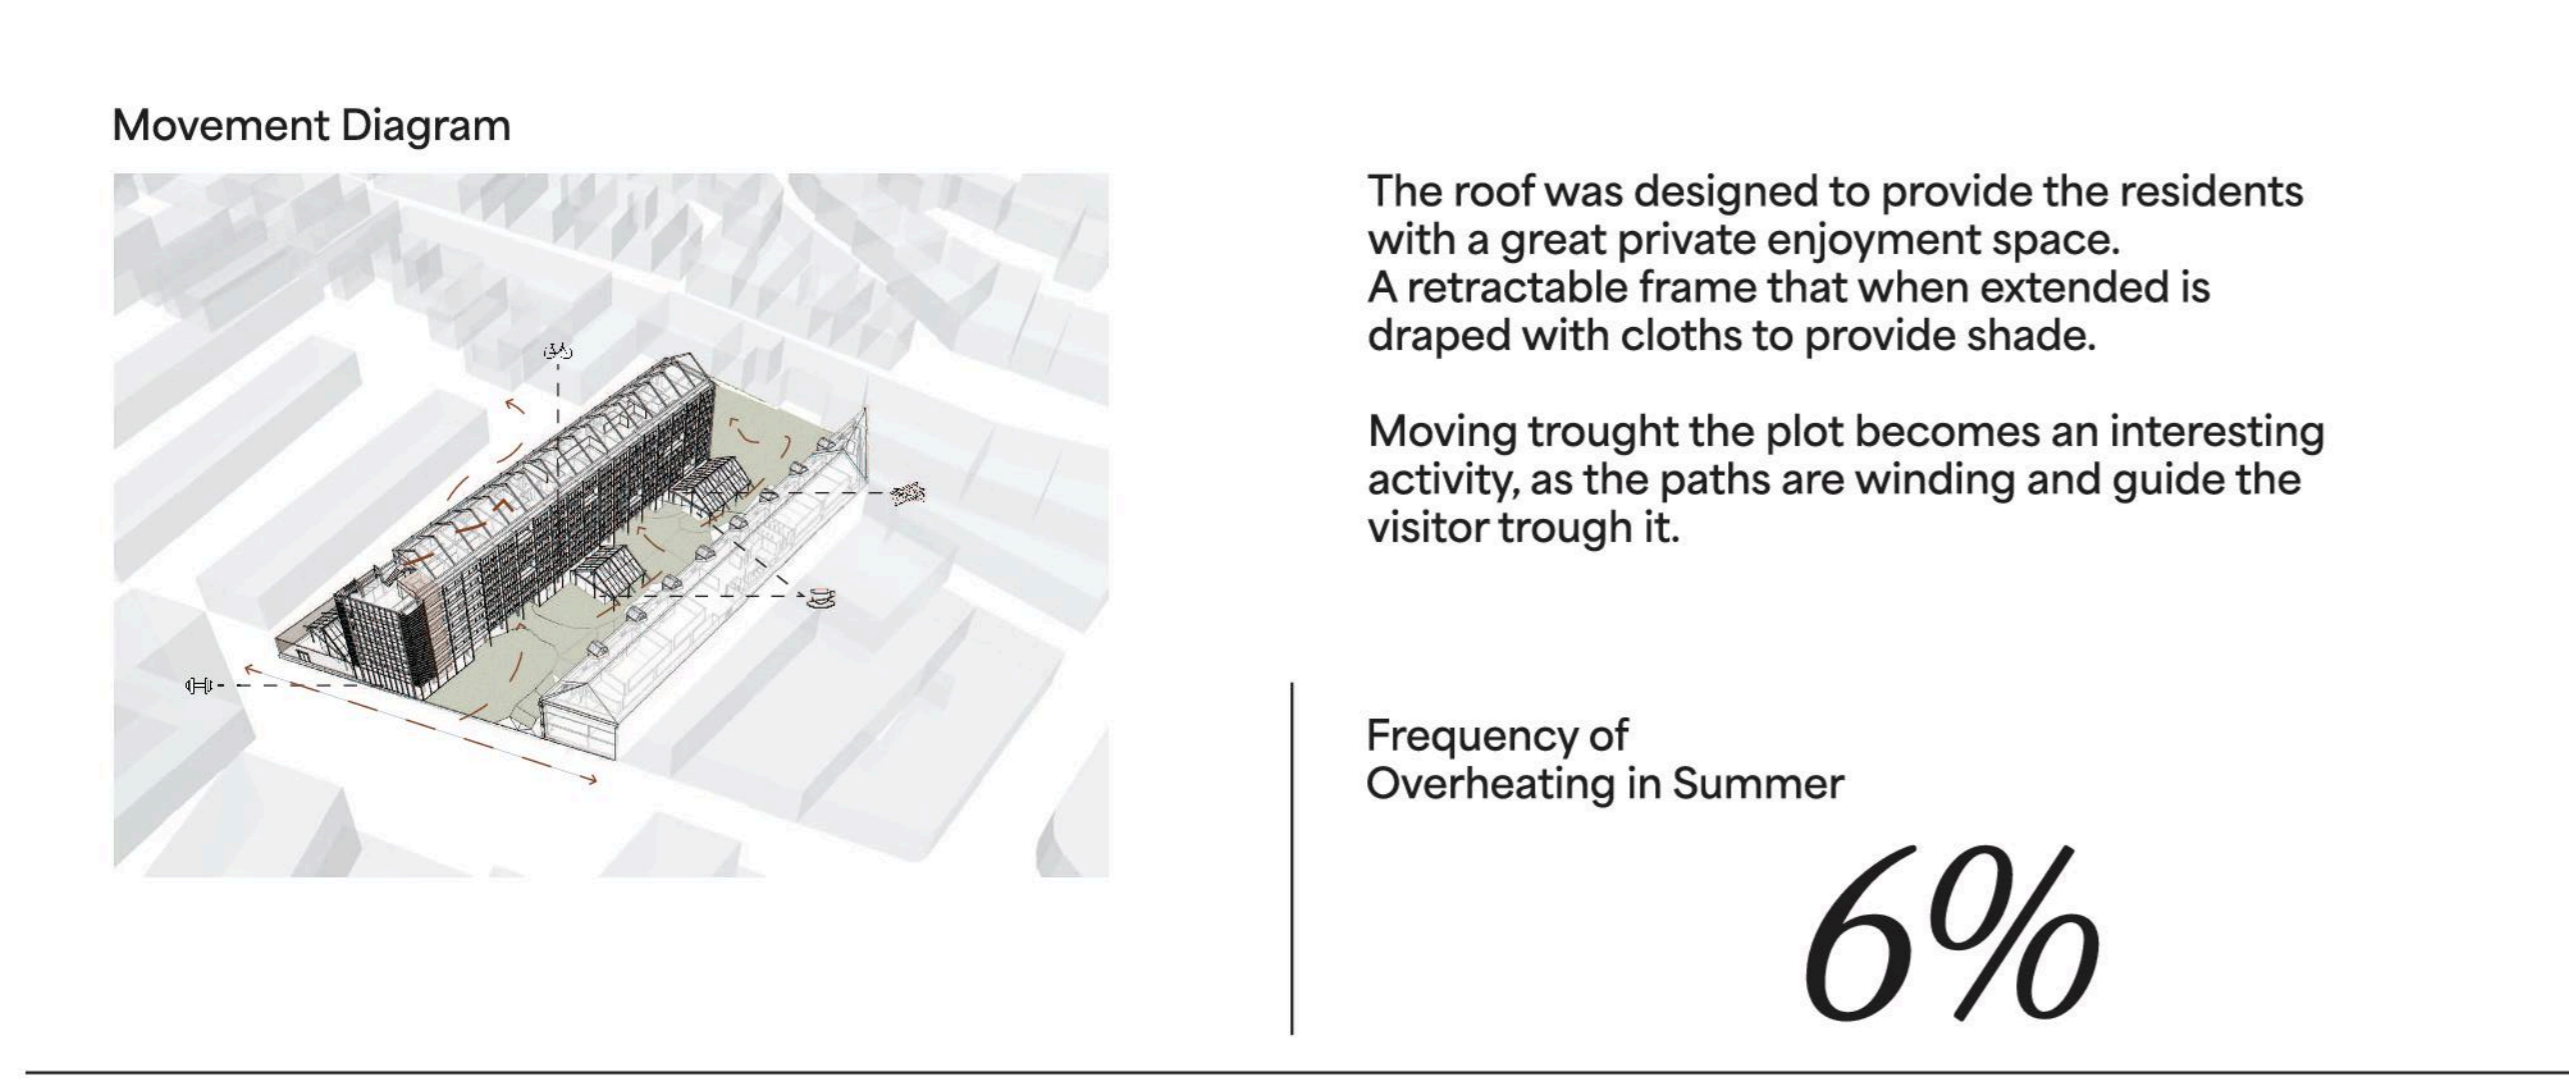 Movement Diagram
The roof was designed to provide the residents
with a great private enjoyment space.
A retractable frame that when extended is
draped with cloths to provide shade.
Moving trought the plot becomes an interesting
activity, as the paths are winding and guide the
visitor trough it.
Frequency of
Overheating in Summer
6%